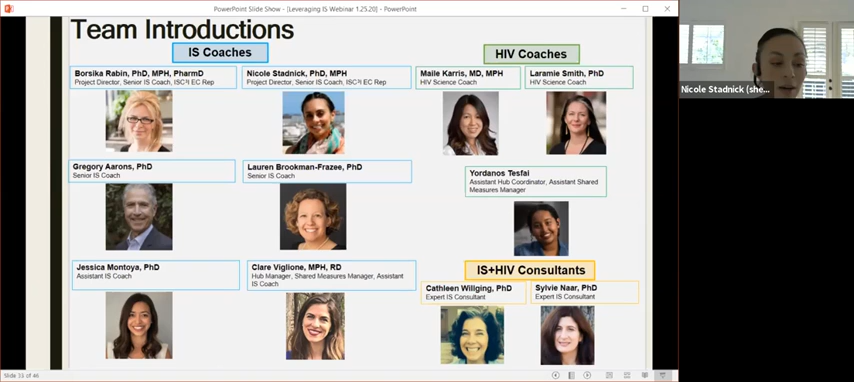 PowerPoint Slide Show - [Leveraging IS Webinar 1.25.20] - PowerPoint
Team Introductions
IS Coaches
HIV Coaches
Borsika Rabin, PhD, MPH, PharmD
Project Director, Senior IS Coach, ISC³I EC Rep
Nicole Stadnick, PhD, MPH
Project Director, Senior IS Coach, ISC³I EC Rep
Maile Karris, MD, MPH
HIV Science Coach
Laramie Smith, PhD
HIV Science Coach
Nicole Stadnick (she...
Gregory Aarons, PhD
Senior IS Coach
Lauren Brookman-Frazee, PhD
Senior IS Coach
Yordanos Tesfai
Assistant Hub Coordinator, Assistant Shared
Measures Manager
Jessica Montoya, PhD
Assistant IS Coach
Clare Viglione, MPH, RD
Hub Manager, Shared Measures Manager, Assistant
IS Coach
IS+HIV Consultants
Cathleen Willging, PhD
Expert IS Consultant
Sylvie Naar, PhD
Expert IS Consultant